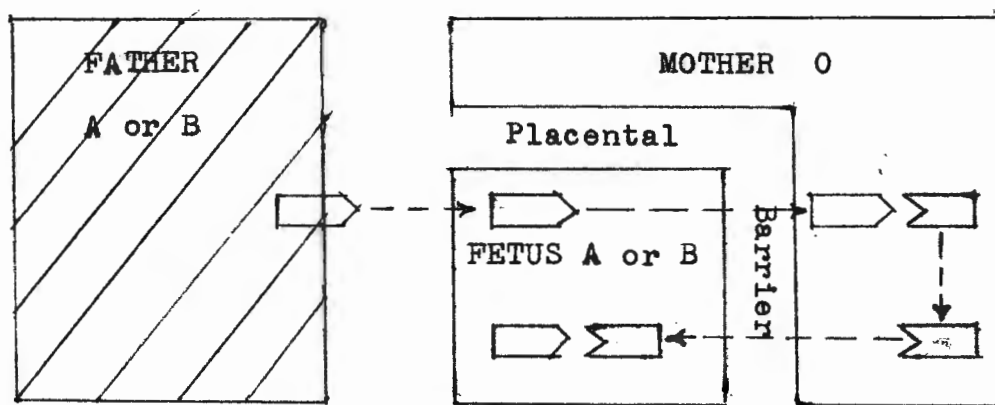 FATHER
A or B
MOTHER O
Placental
Barrier
FETUS A or B